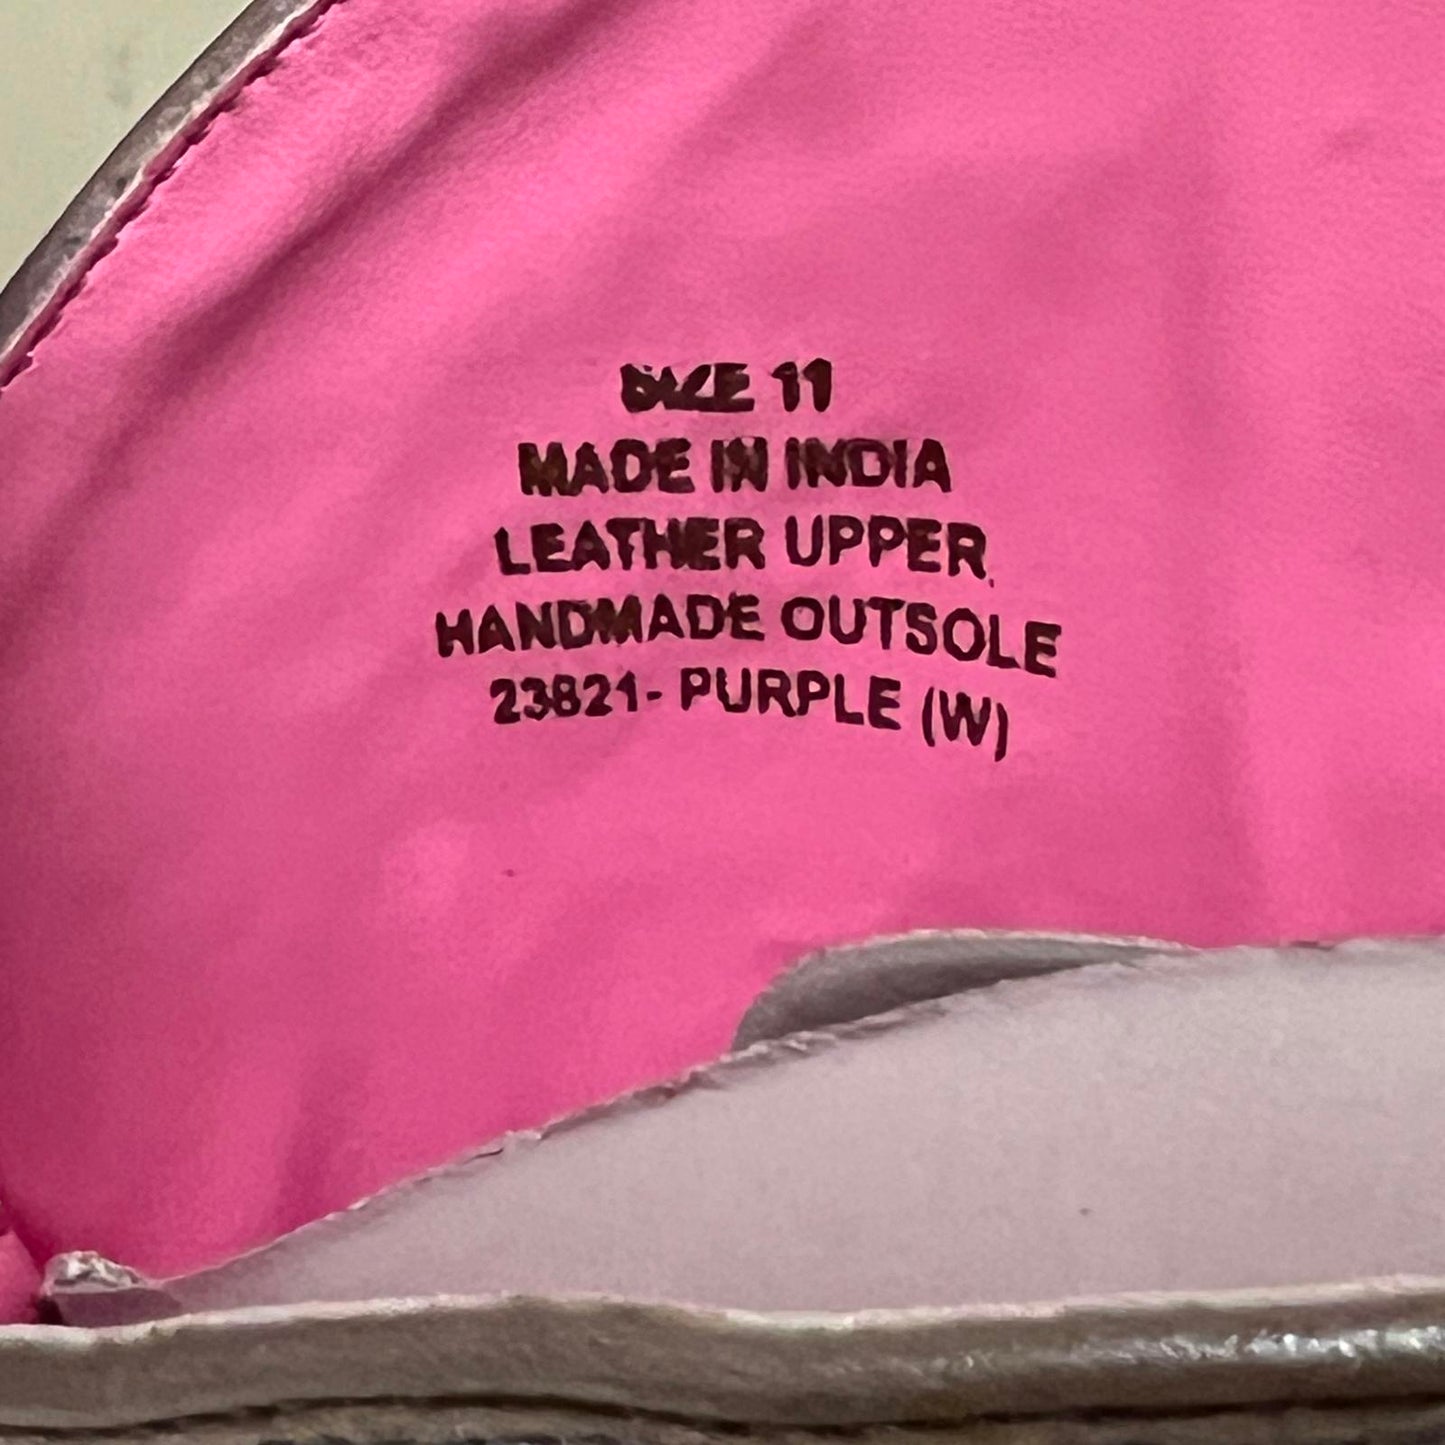 SIZE 11
MADE IN INDIA
LEATHER UPPER
HANDMADE OUTSOLE
23821- PURPLE (W)